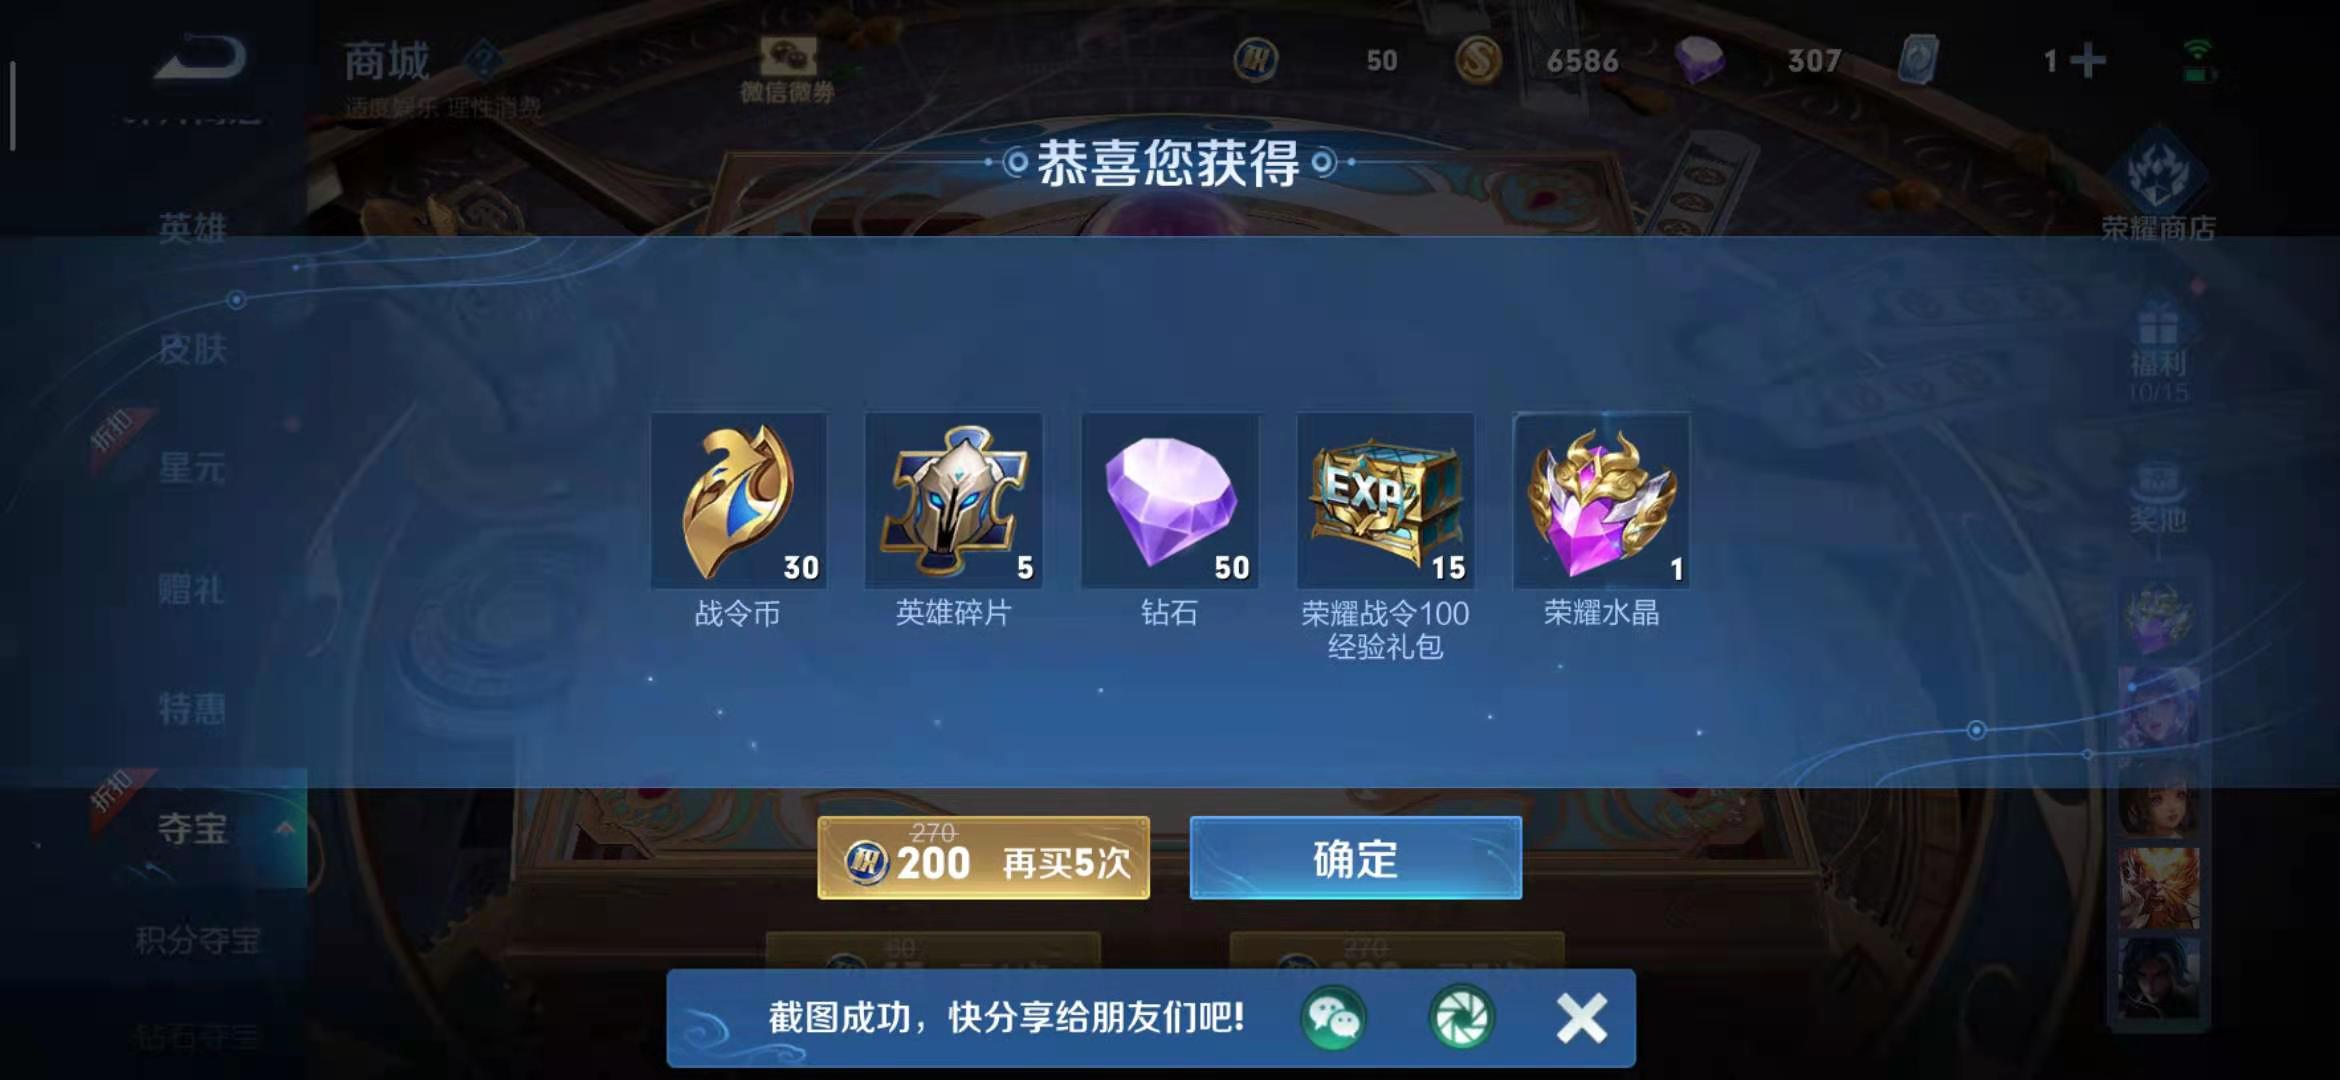 商城
适度娱乐 理性消费
微信微券
50
6586
307
1
恭喜您获得
荣耀商店
英雄
皮肤
折扣
星元
赠礼
特惠
折扣
夺宝
积分夺宝
钻石夺宝
福利
10/15
奖池
30
5
50
EXP
15
1
战令币
英雄碎片
钻石
荣耀战令100
经验礼包
荣耀水晶
270
200 再买5次
确定
270
截图成功，快分享给朋友们吧!